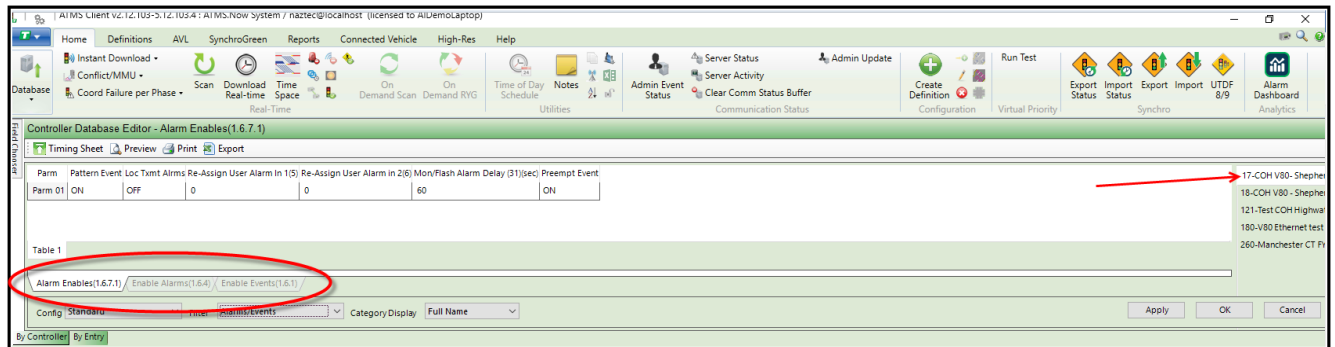 ATMS Client v2.12.103-5.12.103.4 : ATMS.Now System / naztec@localhost (licensed to AIDemoLaptop)
Home Definitions AVL SynchroGreen Reports Connected Vehicle High-Res Help
Database
Instant Download
Conflict/MMU
Coord Failure per Phase
Scan
Download Real-time
Time Space
On Demand Scan
On Demand RYG
Real-Time
Time of Day Schedule
Notes
Utilities
Admin Event Status
Server Status
Server Activity
Clear Comm Status Buffer
Admin Update
Communication Status
Create Definition
Configuration
Run Test
Virtual Priority
Export Status
Import Status
Export
Import
UTDF 8/9
Synchro
Alarm Dashboard
Analytics
Field Chooser
Controller Database Editor - Alarm Enables(1.6.7.1)
Timing Sheet Preview Print Export
Parm Pattern Event Loc Txmt Alrms Re-Assign User Alarm In 1(5) Re-Assign User Alarm in 2(6) Mon/Flash Alarm Delay (31)(sec) Preempt Event
Parm 01 ON OFF 0 0 60 ON
17-COH V80- Shepher
18-COH V80 - Shepher
121-Test COH Highwa
180-V80 Ethernet test
260-Manchester CT
Table 1
Alarm Enables(1.6.7.1) Enable Alarms(1.6.4) Enable Events(1.6.1)
Config Standard Filter Alarms/Events Category Display Full Name Apply OK Cancel
By Controller By Entry